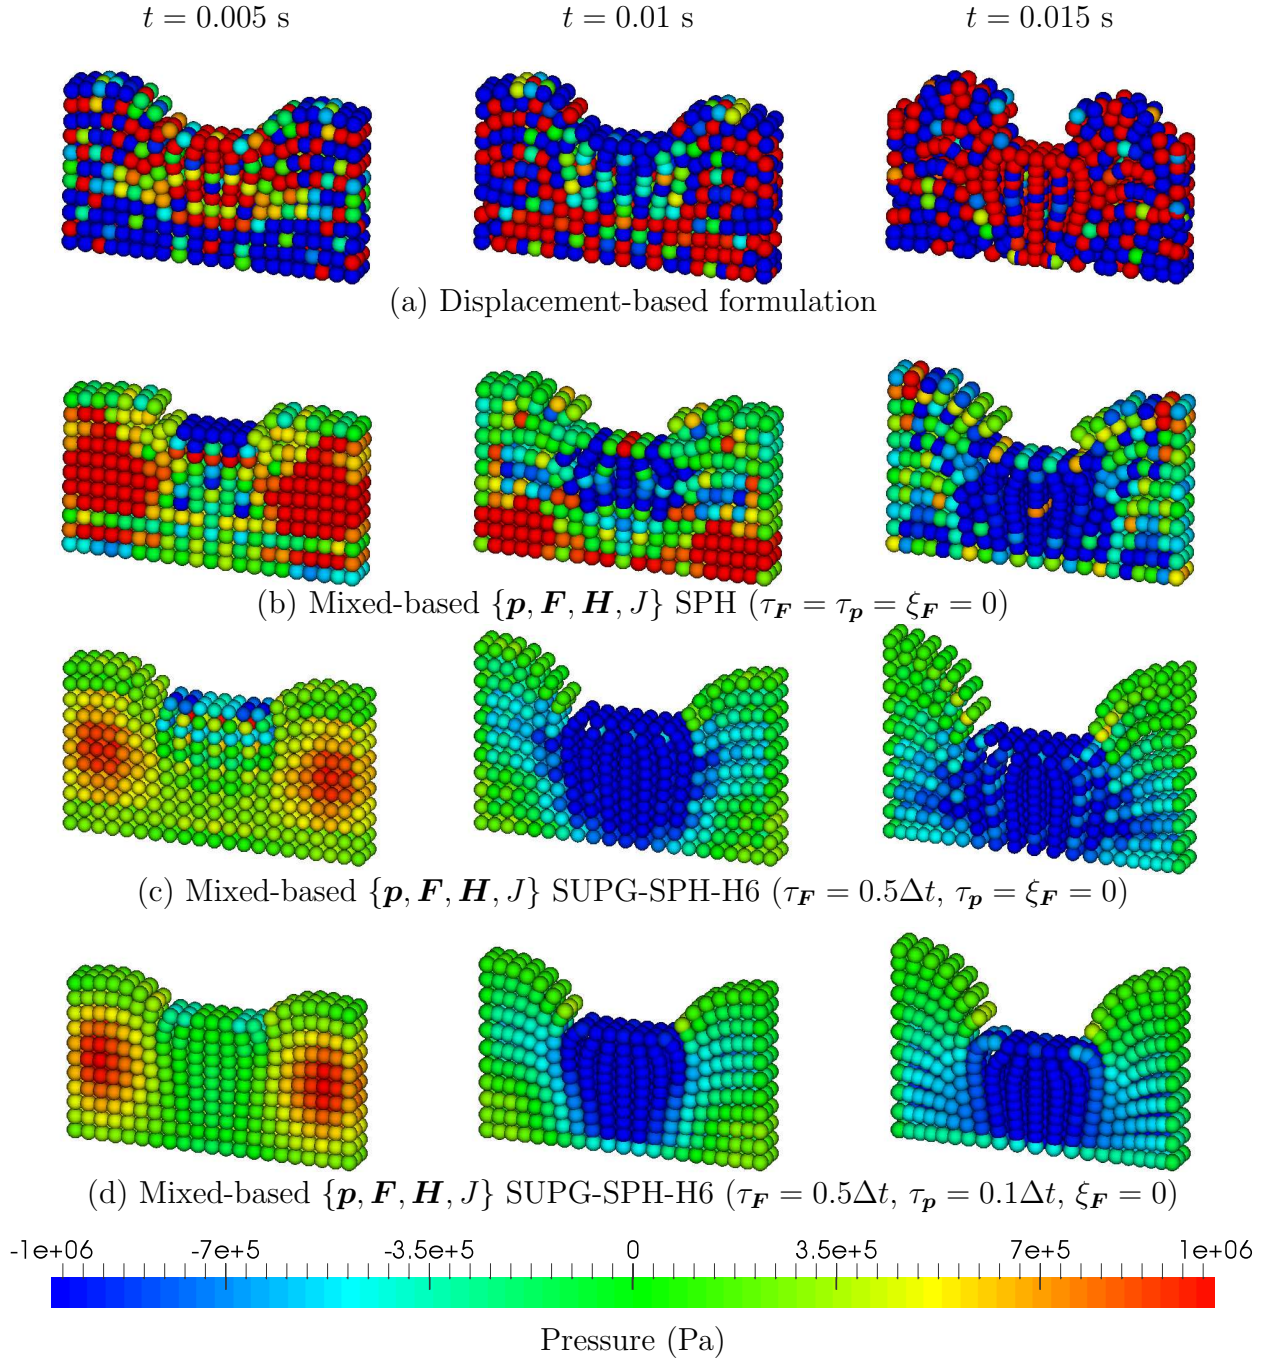 t = 0.005 s t = 0.01 s t = 0.015 s
(a) Displacement-based formulation
(b) Mixed-based {p, F, H, J} SPH (τ_F = τ_p = ξ_F = 0)
(c) Mixed-based {p, F, H, J} SUPG-SPH-H6 (τ_F = 0.5Δt, τ_p = ξ_F = 0)
(d) Mixed-based {p, F, H, J} SUPG-SPH-H6 (τ_F = 0.5Δt, τ_p = 0.1Δt, ξ_F = 0)
-1e+06 -7e+5 -3.5e+5 0 3.5e+5 7e+5 1e+06
Pressure (Pa)